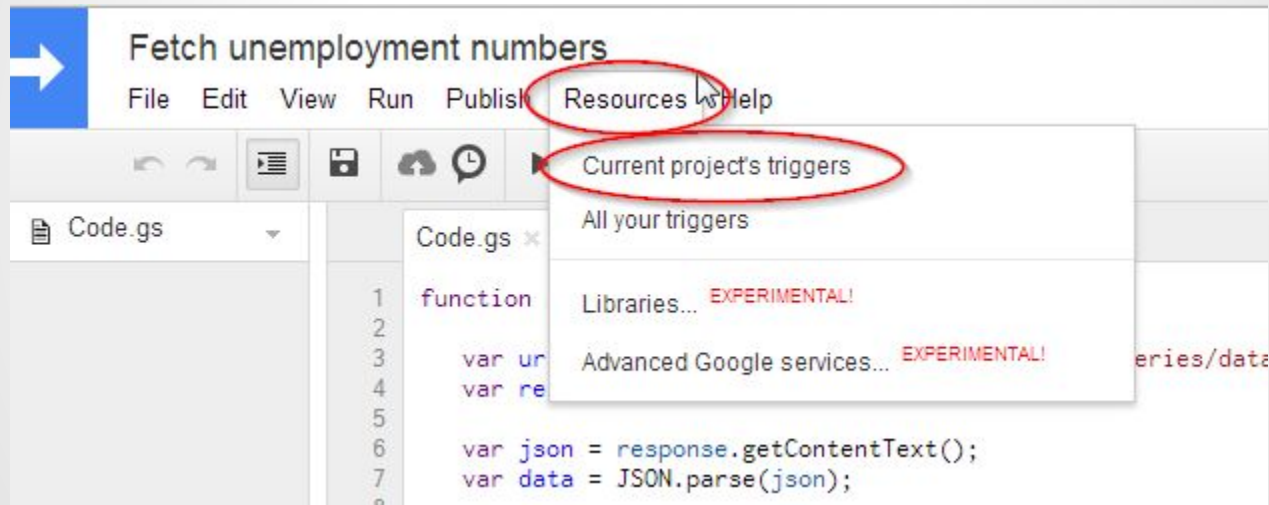 Fetch unemployment numbers
File Edit View Run Publish Resources Help
Current project's triggers
All your triggers
Libraries... EXPERIMENTAL!
Advanced Google services... EXPERIMENTAL!
Code.gs
Code.gs ×
1 function
2
3 var ur eries/data
4 var re
5
6 var json = response.getContentText();
7 var data = JSON.parse(json);